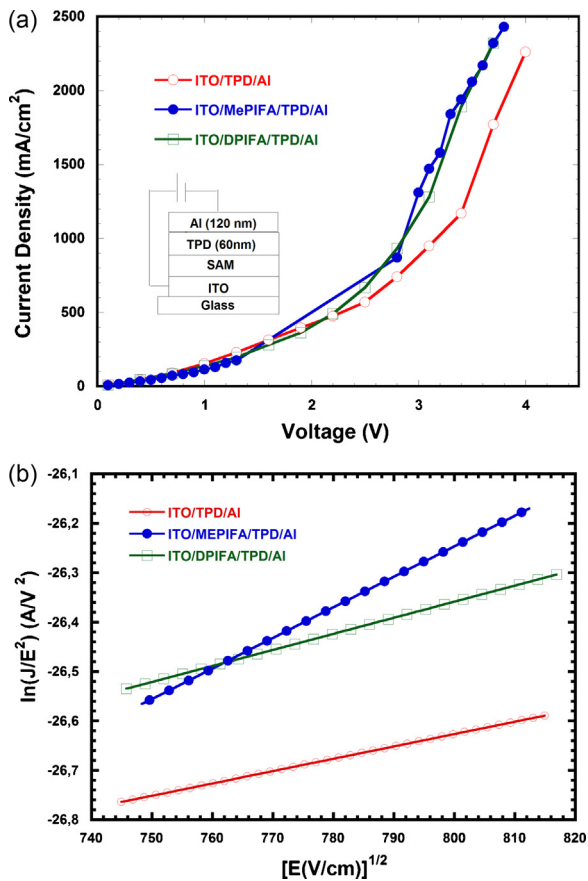 (a)
2500
2000
1500
1000
500
0
Current Density (mA/cm²)
ITO/TPD/Al
ITO/MePIFA/TPD/Al
ITO/DPIFA/TPD/Al
Al (120 nm)
TPD (60nm)
SAM
ITO
Glass
0 1 2 3 4
Voltage (V)
(b)
-26,1
-26,2
-26,3
-26,4
-26,5
-26,6
-26,7
-26,8
ln(J/E²) (A/V²)
ITO/TPD/Al
ITO/MEPIFA/TPD/Al
ITO/DPIFA/TPD/Al
740 750 760 770 780 790 800 810 820
[E(V/cm)]^1/2